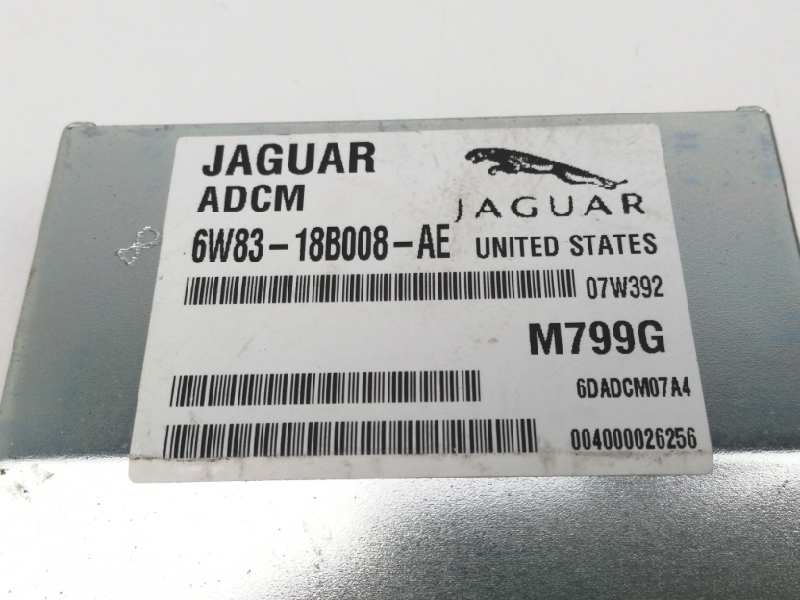 JAGUAR
ADCM
JAGUAR
6W83-18B008-AE UNITED STATES
07W392
M799G
6DADCM07A4
004000026256